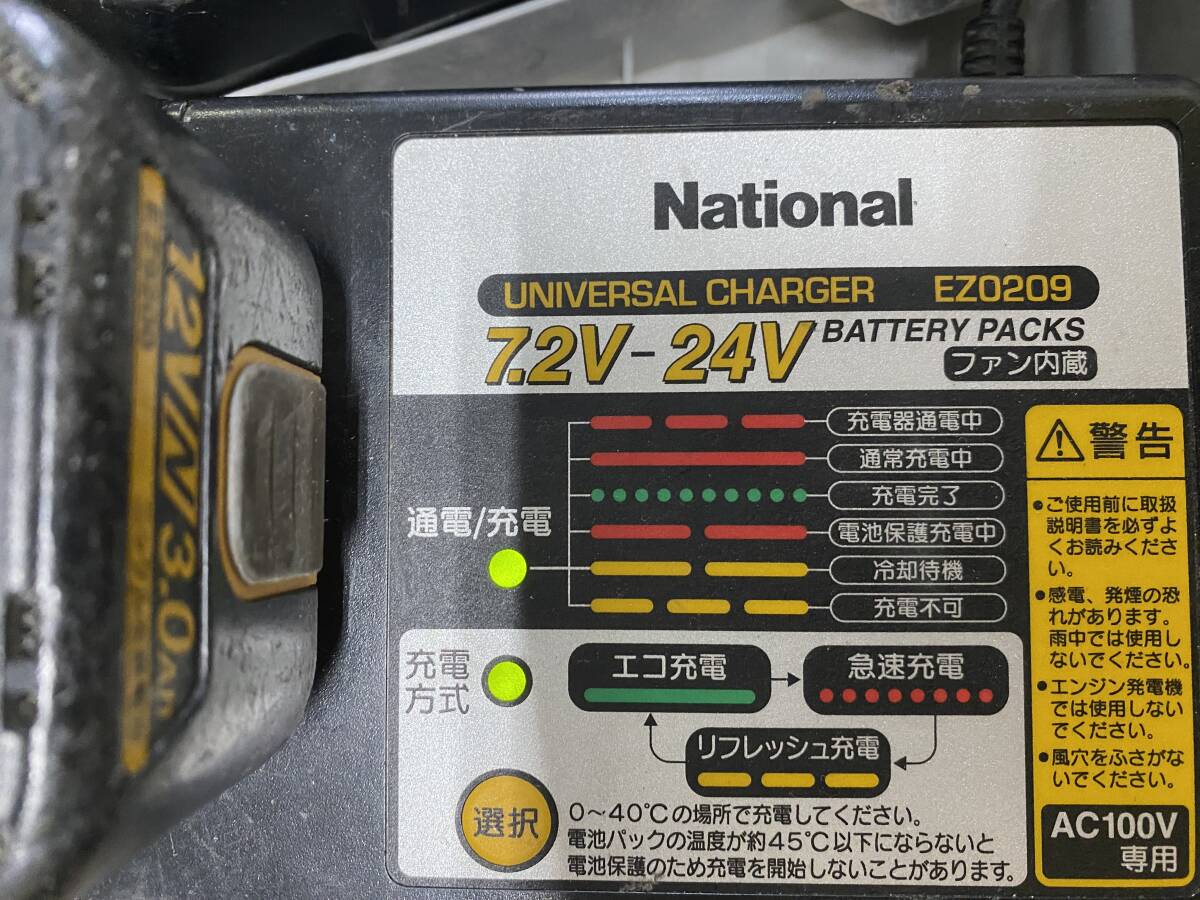 National
UNIVERSAL CHARGER EZ0209
7.2V-24V BATTERY PACKS
ファン内蔵
通電/充電
充電器通電中
通常充電中
充電完了
電池保護充電中
冷却待機
充電不可
充電
方式
エコ充電
急速充電
リフレッシュ充電
選択
0～40℃の場所で充電してください。
電池パックの温度が約45℃以下にならないと
電池保護のため充電を開始しないことがあります。
警告
●ご使用前に取扱
説明書を必ずよ
くお読みくださ
い。
●感電、発煙の恐
れがあります。
雨中では使用し
ないでください。
●エンジン発電機
では使用しない
でください。
●風穴をふさがな
いでください。
AC100V
専用
12V/N/3.0Ah